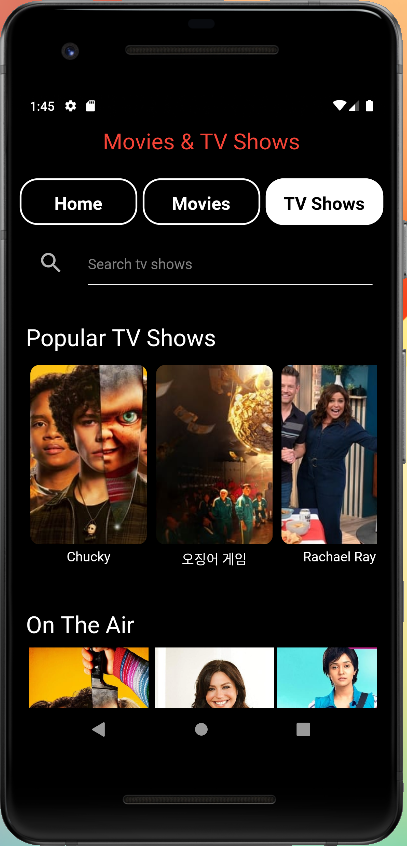 1:45
Movies & TV Shows
Home Movies TV Shows
Search tv shows
Popular TV Shows
Chucky 오징어 게임 Rachael Ray
On The Air